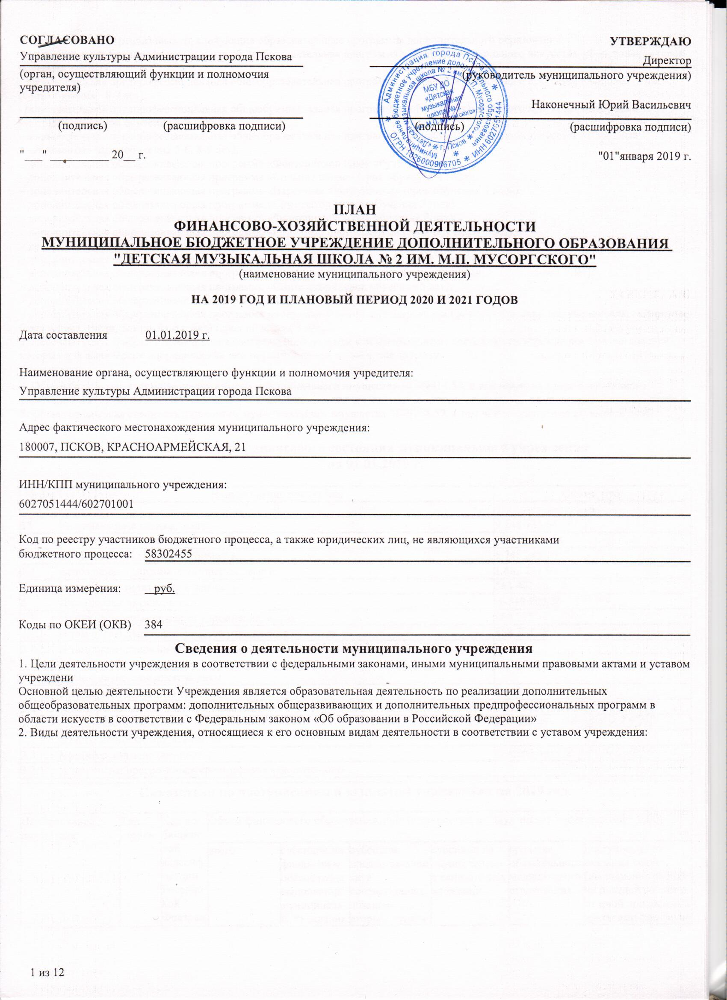 СОГЛАСОВАНО
Управление культуры Администрации города Пскова
(орган, осуществляющий функции и полномочия
учредителя)
(подпись) (расшифровка подписи)
"___" __________ 20__ г.
УТВЕРЖДАЮ
Директор
(руководитель муниципального учреждения)
Наконечный Юрий Васильевич
(подпись) (расшифровка подписи)
"01"января 2019 г.
Администрация города Пскова
Муниципальное бюджетное учреждение дополнительного образования
«Детская музыкальная школа № 2 им. М.П. Мусоргского» г. Псков
ОГРН 1026000966705 * ИНН 6027051444
МБУ ДО
«Детская
музыкальная
школа № 2
им. М.П. Мусоргского»
ПЛАН
ФИНАНСОВО-ХОЗЯЙСТВЕННОЙ ДЕЯТЕЛЬНОСТИ
МУНИЦИПАЛЬНОЕ БЮДЖЕТНОЕ УЧРЕЖДЕНИЕ ДОПОЛНИТЕЛЬНОГО ОБРАЗОВАНИЯ
"ДЕТСКАЯ МУЗЫКАЛЬНАЯ ШКОЛА № 2 ИМ. М.П. МУСОРГСКОГО"
(наименование муниципального учреждения)
НА 2019 ГОД И ПЛАНОВЫЙ ПЕРИОД 2020 И 2021 ГОДОВ
Дата составления 01.01.2019 г.
Наименование органа, осуществляющего функции и полномочия учредителя:
Управление культуры Администрации города Пскова
Адрес фактического местонахождения муниципального учреждения:
180007, ПСКОВ, КРАСНОАРМЕЙСКАЯ, 21
ИНН/КПП муниципального учреждения:
6027051444/602701001
Код по реестру участников бюджетного процесса, а также юридических лиц, не являющихся участниками
бюджетного процесса: 58302455
Единица измерения: руб.
Коды по ОКЕИ (ОКВ) 384
Сведения о деятельности муниципального учреждения
1. Цели деятельности учреждения в соответствии с федеральными законами, иными муниципальными правовыми актами и уставом
учреждени
Основной целью деятельности Учреждения является образовательная деятельность по реализации дополнительных
общеобразовательных программ: дополнительных общеразвивающих и дополнительных предпрофессиональных программ в
области искусств в соответствии с Федеральным законом «Об образовании в Российской Федерации»
2. Виды деятельности учреждения, относящиеся к его основным видам деятельности в соответствии с уставом учреждения:
1 из 12